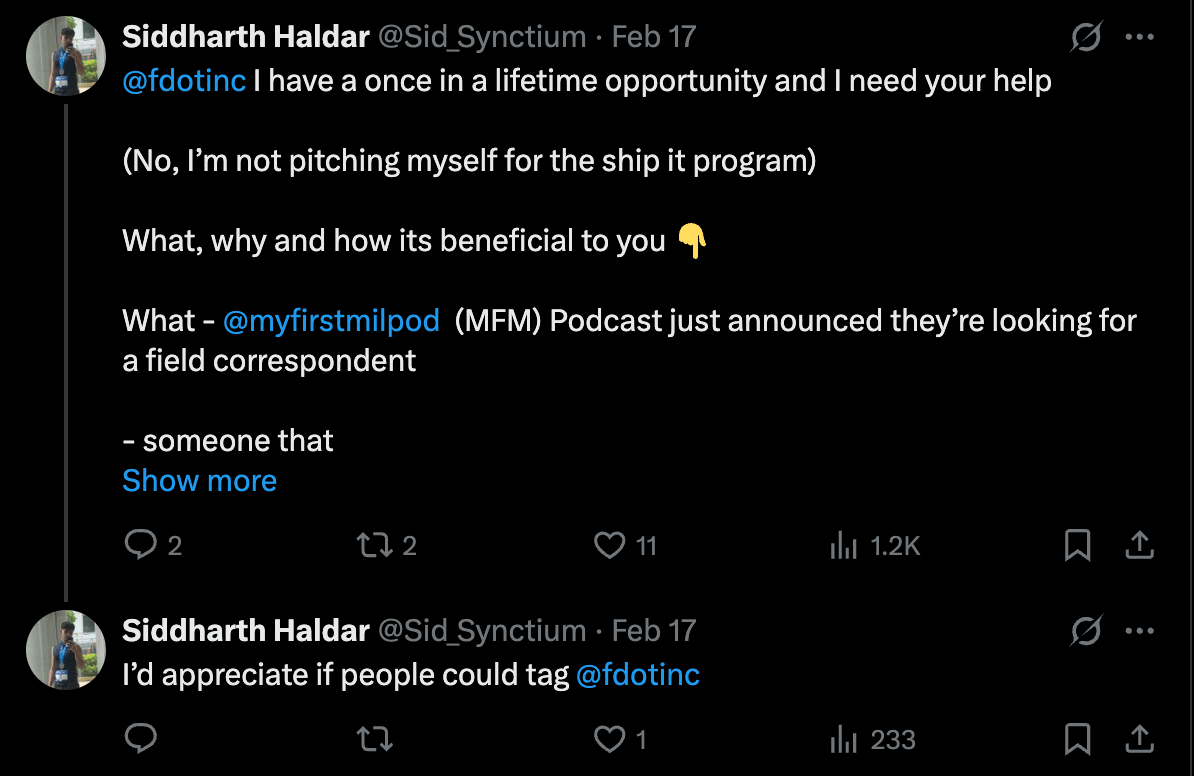 Siddharth Haldar @Sid_Synctium · Feb 17
@fdotinc I have a once in a lifetime opportunity and I need your help
(No, I’m not pitching myself for the ship it program)
What, why and how its beneficial to you 👇
What - @myfirstmilpod (MFM) Podcast just announced they’re looking for
a field correspondent
- someone that
Show more
2 2 11 1.2K
Siddharth Haldar @Sid_Synctium · Feb 17
I’d appreciate if people could tag @fdotinc
1 233